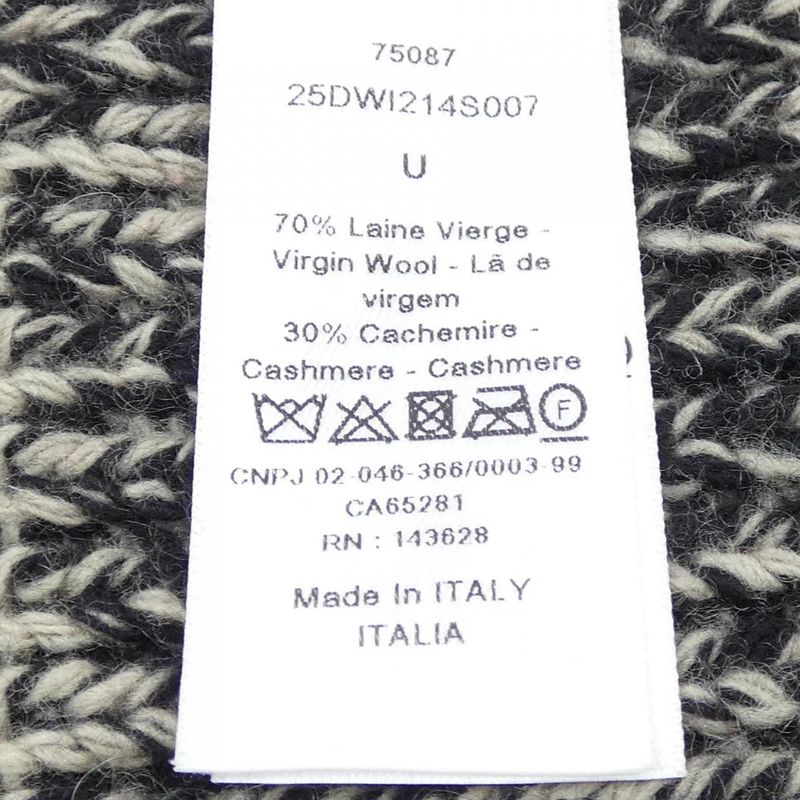 75087
25DWI214S007
U
70% Laine Vierge -
Virgin Wool - Lã de
virgem
30% Cachemire -
Cashmere - Cashmere
F
CNPJ 02-046-366/0003-99
CA65281
RN : 143628
Made In ITALY
ITALIA